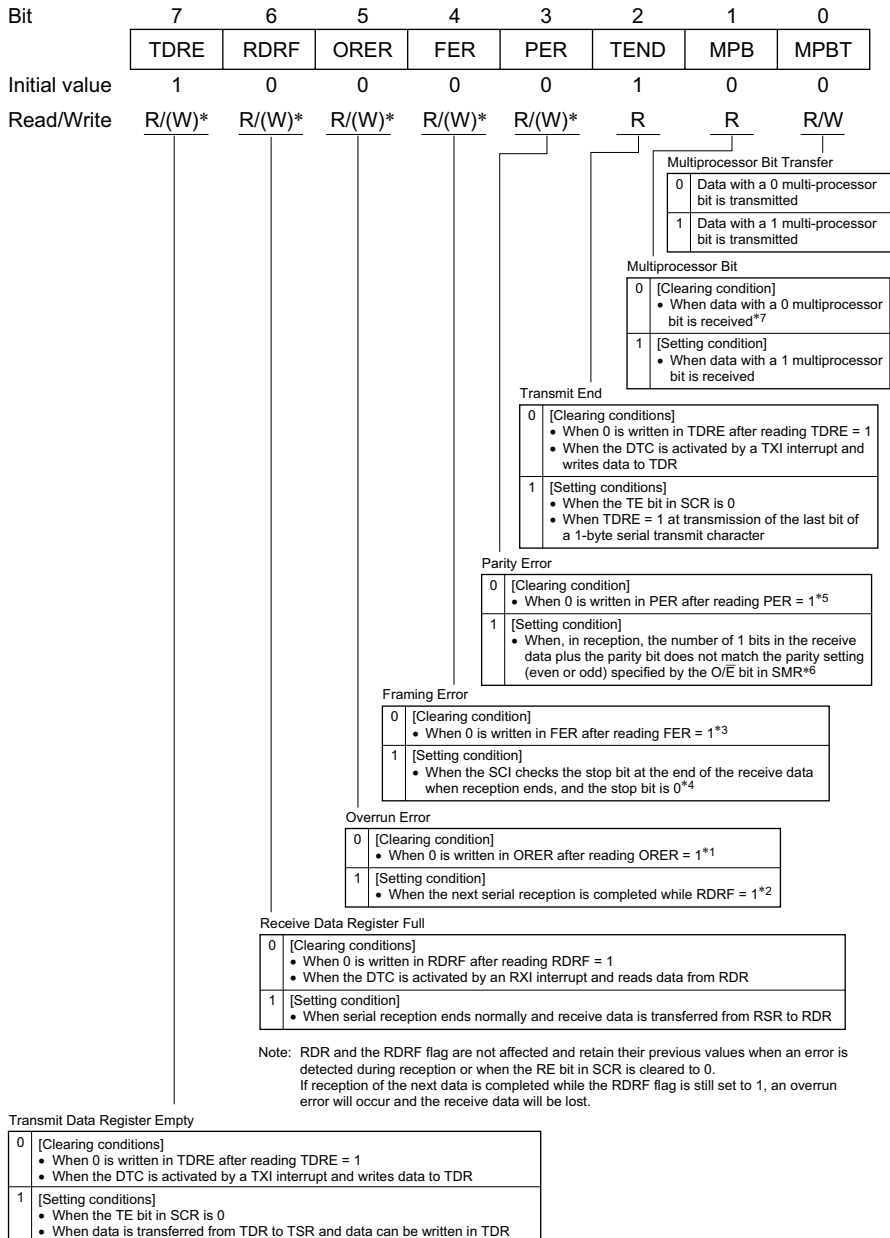 Bit 7 6 5 4 3 2 1 0
TDRE RDRF ORER FER PER TEND MPB MPBT
Initial value 1 0 0 0 0 1 0 0
Read/Write R/(W)* R/(W)* R/(W)* R/(W)* R/(W)* R R R/W
Multiprocessor Bit Transfer
0 Data with a 0 multi-processor
bit is transmitted
1 Data with a 1 multi-processor
bit is transmitted
Multiprocessor Bit
0 [Clearing condition]
• When data with a 0 multiprocessor
bit is received*7
1 [Setting condition]
• When data with a 1 multiprocessor
bit is received
Transmit End
0 [Clearing conditions]
• When 0 is written in TDRE after reading TDRE = 1
• When the DTC is activated by a TXI interrupt and
writes data to TDR
1 [Setting conditions]
• When the TE bit in SCR is 0
• When TDRE = 1 at transmission of the last bit of
a 1-byte serial transmit character
Parity Error
0 [Clearing condition]
• When 0 is written in PER after reading PER = 1*5
1 [Setting condition]
• When, in reception, the number of 1 bits in the receive
data plus the parity bit does not match the parity setting
(even or odd) specified by the O/E̅ bit in SMR*6
Framing Error
0 [Clearing condition]
• When 0 is written in FER after reading FER = 1*3
1 [Setting condition]
• When the SCI checks the stop bit at the end of the receive data
when reception ends, and the stop bit is 0*4
Overrun Error
0 [Clearing condition]
• When 0 is written in ORER after reading ORER = 1*1
1 [Setting condition]
• When the next serial reception is completed while RDRF = 1*2
Receive Data Register Full
0 [Clearing conditions]
• When 0 is written in RDRF after reading RDRF = 1
• When the DTC is activated by an RXI interrupt and reads data from RDR
1 [Setting condition]
• When serial reception ends normally and receive data is transferred from RSR to RDR
Note: RDR and the RDRF flag are not affected and retain their previous values when an error is
detected during reception or when the RE bit in SCR is cleared to 0.
If reception of the next data is completed while the RDRF flag is still set to 1, an overrun
error will occur and the receive data will be lost.
Transmit Data Register Empty
0 [Clearing conditions]
• When 0 is written in TDRE after reading TDRE = 1
• When the DTC is activated by a TXI interrupt and writes data to TDR
1 [Setting conditions]
• When the TE bit in SCR is 0
• When data is transferred from TDR to TSR and data can be written in TDR